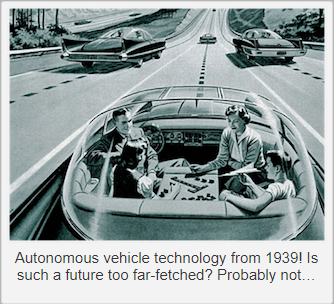 Autonomous vehicle technology from 1939! Is
such a future too far-fetched? Probably not…